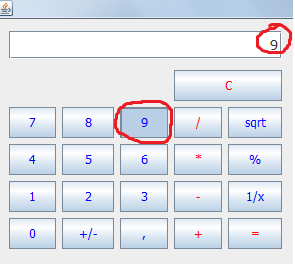 9
C
7 8 9 / sqrt
4 5 6 * %
1 2 3 - 1/x
0 +/- , + =